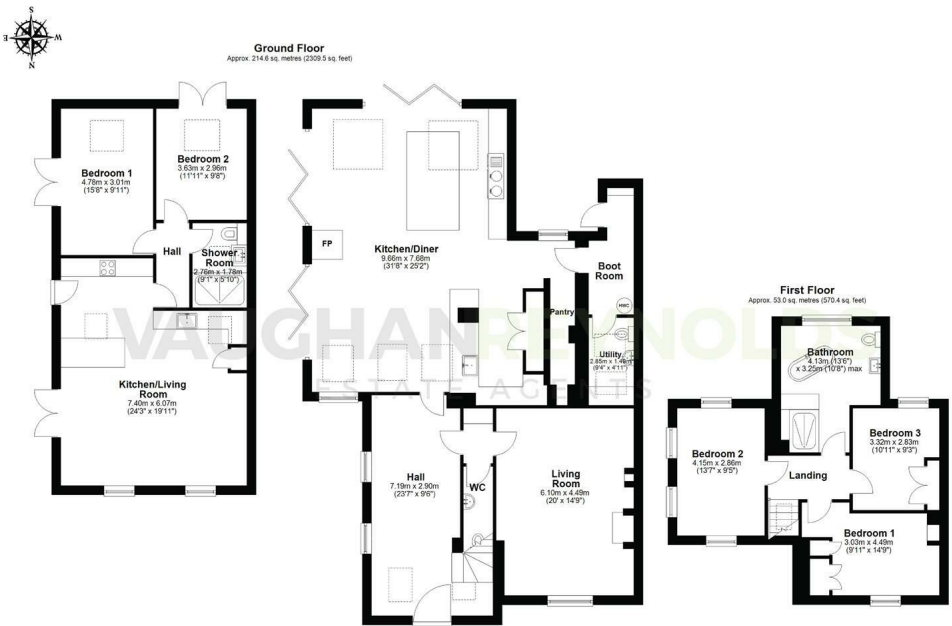 S
E
W
N
Ground Floor
Approx. 214.6 sq. metres (2309.5 sq. feet)
Bedroom 1
4.78m x 3.01m
(15'8" x 9'11")
Bedroom 2
3.63m x 2.96m
(11'11" x 9'8")
Hall
Shower
Room
2.76m x 1.78m
(9'1" x 5'10")
Kitchen/Living
Room
7.40m x 6.07m
(24'3" x 19'11")
FP
Kitchen/Diner
9.66m x 7.68m
(31'8" x 25'2")
Boot
Room
HWC
Pantry
Utility
2.85m x 1.49m
(9'4" x 4'11")
Hall
7.19m x 2.90m
(23'7" x 9'6")
WC
Living
Room
6.10m x 4.49m
(20' x 14'9")
First Floor
Approx. 53.0 sq. metres (570.4 sq. feet)
Bathroom
4.13m (13'6")
x 3.25m (10'8") max
Bedroom 2
4.15m x 2.86m
(13'7" x 9'5")
Landing
Bedroom 3
3.32m x 2.83m
(10'11" x 9'3")
Bedroom 1
3.03m x 4.49m
(9'11" x 14'9")
VAUGHANREYNOLDS
ESTATE AGENTS